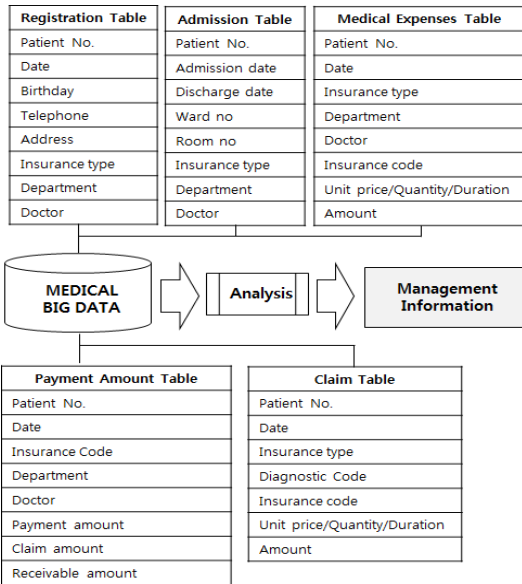 Registration Table
Patient No.
Date
Birthday
Telephone
Address
Insurance type
Department
Doctor
Admission Table
Patient No.
Admission date
Discharge date
Ward no
Room no
Insurance type
Department
Doctor
Medical Expenses Table
Patient No.
Date
Insurance type
Department
Doctor
Insurance code
Unit price/Quantity/Duration
Amount
MEDICAL
BIG DATA
Analysis
Management
Information
Payment Amount Table
Patient No.
Date
Insurance Code
Department
Doctor
Payment amount
Claim amount
Receivable amount
Claim Table
Patient No.
Date
Insurance type
Diagnostic Code
Insurance code
Unit price/Quantity/Duration
Amount